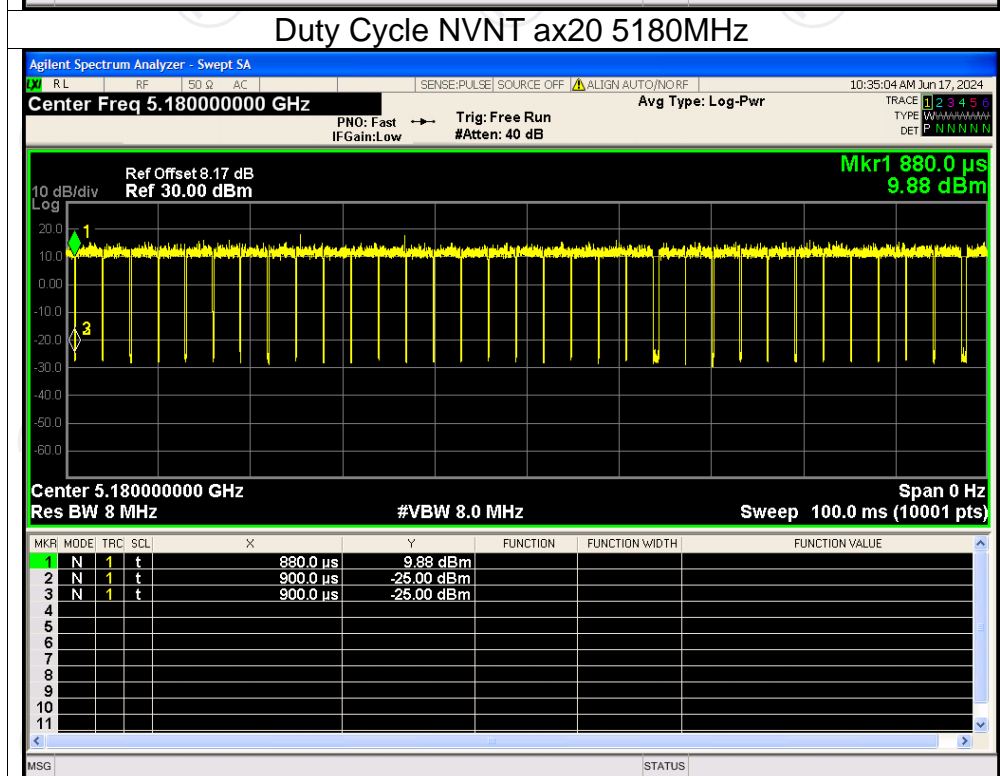 Duty Cycle NVNT ax20 5180MHz
Agilent Spectrum Analyzer - Swept SA
LXI RL RF 50 Ω AC SENSE:PULSE SOURCE OFF ALIGN AUTO/NO RF 10:35:04 AM Jun 17, 2024
Center Freq 5.180000000 GHz Avg Type: Log-Pwr TRACE 1 2 3 4 5 6
PNO: Fast Trig: Free Run TYPE WWWWWW
IFGain:Low #Atten: 40 dB DET P N N N N N
Mkr1 880.0 µs
Ref Offset 8.17 dB 9.88 dBm
10 dB/div Ref 30.00 dBm
Log
20.0
1
10.0
0.00
-10.0
3
-20.0
-30.0
-40.0
-50.0
-60.0
Center 5.180000000 GHz Span 0 Hz
Res BW 8 MHz #VBW 8.0 MHz Sweep 100.0 ms (10001 pts)
MKR MODE TRC SCL X Y FUNCTION FUNCTION WIDTH FUNCTION VALUE
1 N 1 t 880.0 µs 9.88 dBm
2 N 1 t 900.0 µs -25.00 dBm
3 N 1 t 900.0 µs -25.00 dBm
4
5
6
7
8
9
10
11
MSG STATUS